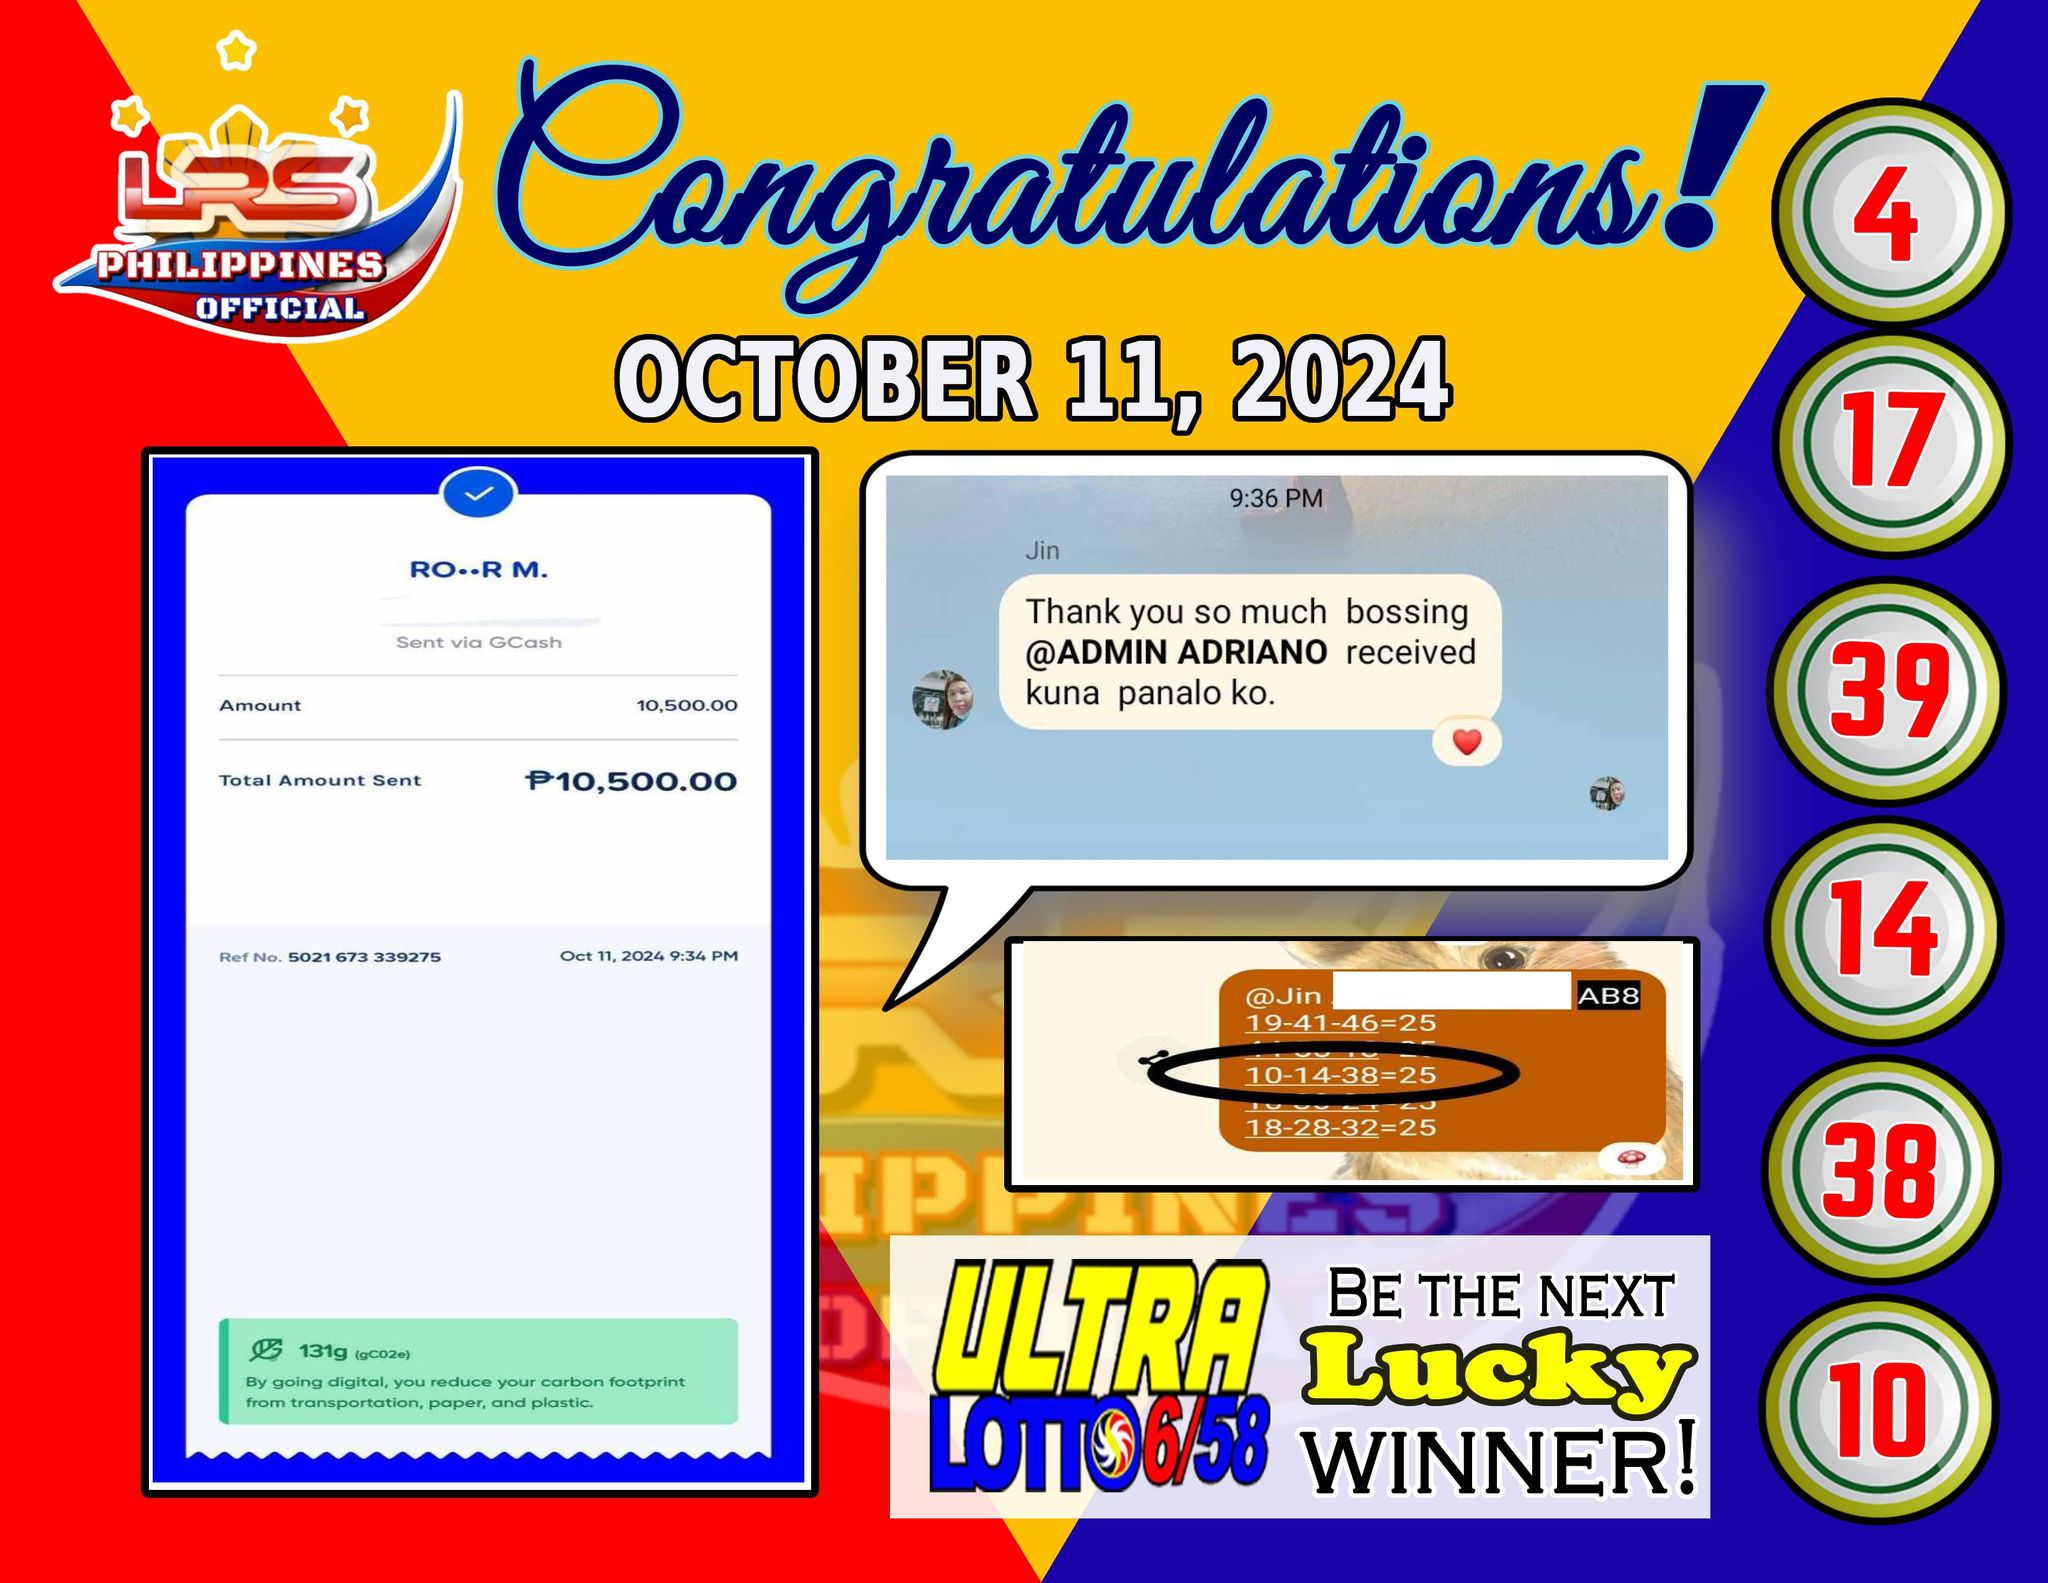 LRS
PHILIPPINES
OFFICIAL
Congratulations!
OCTOBER 11, 2024
RO••R M.
Sent via GCash
Amount 10,500.00
Total Amount Sent ₱10,500.00
Ref No. 5021 673 339275 Oct 11, 2024 9:34 PM
131g (gCO2e)
By going digital, you reduce your carbon footprint
from transportation, paper, and plastic.
9:36 PM
Jin
Thank you so much bossing
@ADMIN ADRIANO received
kuna panalo ko.
@Jin AB8
19-41-46=25
10-14-38=25
18-28-32=25
ULTRA
LOTTO 6/58
BE THE NEXT
Lucky
WINNER!
4
17
39
14
38
10